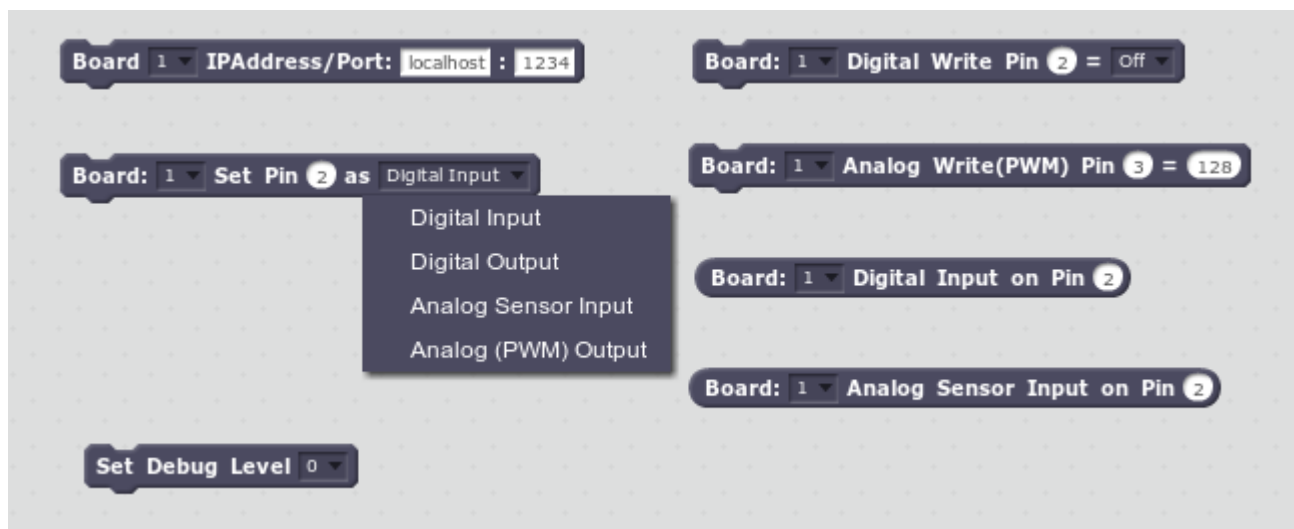 Board 1 IPAddress/Port: localhost : 1234
Board: 1 Set Pin 2 as Digital Input
Digital Input
Digital Output
Analog Sensor Input
Analog (PWM) Output
Set Debug Level 0
Board: 1 Digital Write Pin 2 = Off
Board: 1 Analog Write(PWM) Pin 3 = 128
Board: 1 Digital Input on Pin 2
Board: 1 Analog Sensor Input on Pin 2